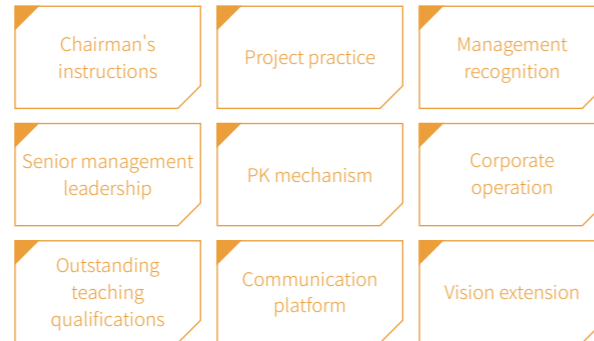 Chairman's
instructions
Project practice
Management
recognition
Senior management
leadership
PK mechanism
Corporate
operation
Outstanding
teaching
qualifications
Communication
platform
Vision extension